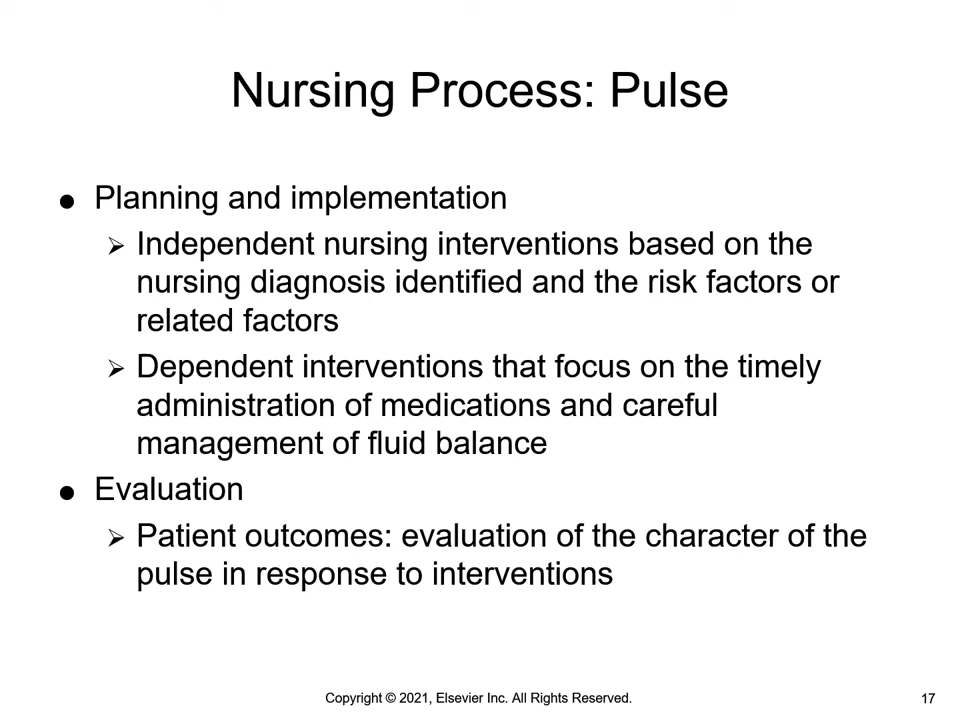 Nursing Process: Pulse
● Planning and implementation
➢ Independent nursing interventions based on the
nursing diagnosis identified and the risk factors or
related factors
➢ Dependent interventions that focus on the timely
administration of medications and careful
management of fluid balance
● Evaluation
➢ Patient outcomes: evaluation of the character of the
pulse in response to interventions
Copyright © 2021, Elsevier Inc. All Rights Reserved.
17